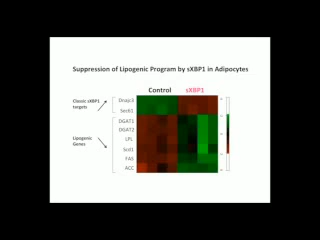 Suppression of Lipogenic Program by sXBP1 in Adipocytes
Control sXBP1
Classic sXBP1
targets
Dnajc3
Sec61
DGAT1
DGAT2
Lipogenic
Genes
LPL
Scd1
FAS
ACC